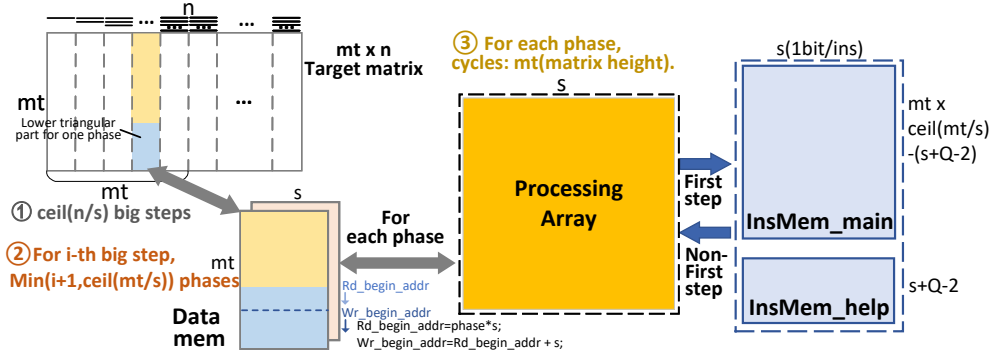 n
...
...
...
...
mt x n
Target matrix
mt
Lower triangular
part for one phase
...
mt
① ceil(n/s) big steps
② For i-th big step,
Min(i+1,ceil(mt/s)) phases
s
mt
Data
mem
For
each phase
Rd_begin_addr
Wr_begin_addr
Rd_begin_addr=phase*s;
Wr_begin_addr=Rd_begin_addr + s;
③ For each phase,
cycles: mt(matrix height).
s
Processing
Array
First
step
Non-
First
step
s(1bit/ins)
InsMem_main
mt x
ceil(mt/s)
-(s+Q-2)
InsMem_help
s+Q-2